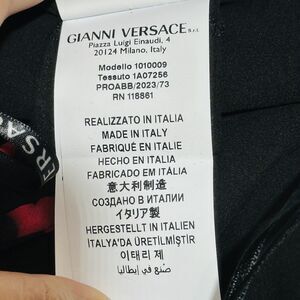 GIANNI VERSACE S.r.l.
Piazza Luigi Einaudi, 4
20124 Milano, Italy
Modello 1010009
Tessuto 1A07256
PROABB/2023/73
RN 118861
REALIZZATO IN ITALIA
MADE IN ITALY
FABRIQUÉ EN ITALIE
HECHO EN ITALIA
FABRICADO EM ITÁLIA
意大利制造
СОЗДАНО В ИТАЛИИ
イタリア製
HERGESTELLT IN ITALIEN
İTALYA'DA ÜRETİLMİŞTİR
이태리 제
صنع في إيطاليا
ERSAC